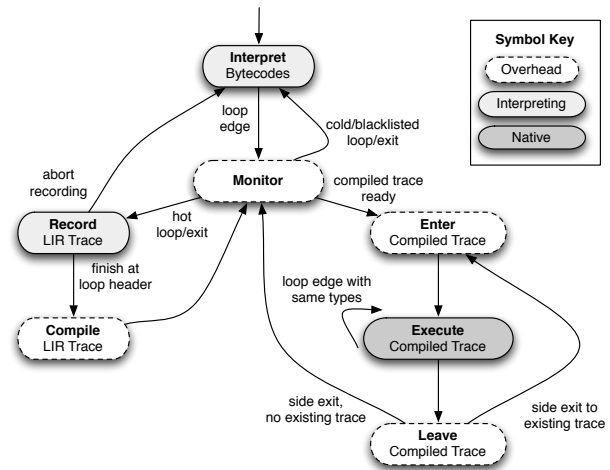 Symbol Key
Overhead
Interpreting
Native
Interpret
Bytecodes
loop
edge
cold/blacklisted
loop/exit
abort
recording
Monitor
compiled trace
ready
Record
LIR Trace
hot
loop/exit
Enter
Compiled Trace
finish at
loop header
loop edge with
same types
Compile
LIR Trace
Execute
Compiled Trace
side exit,
no existing trace
side exit to
existing trace
Leave
Compiled Trace